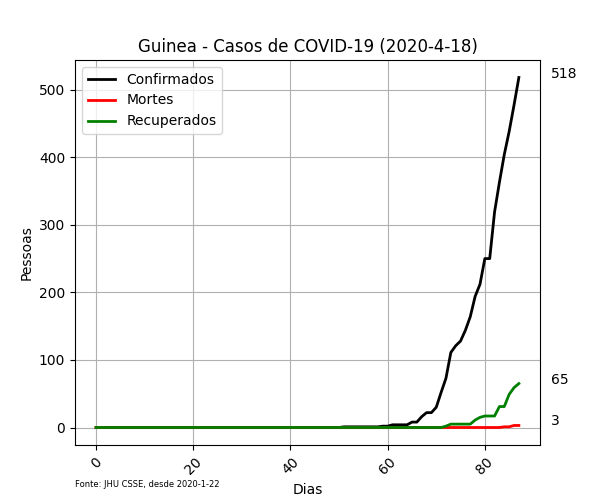 Guinea - Casos de COVID-19 (2020-4-18)
Confirmados
Mortes
Recuperados
518
65
3
500
400
300
200
100
0
Pessoas
0
20
40
60
80
Dias
Fonte: JHU CSSE, desde 2020-1-22